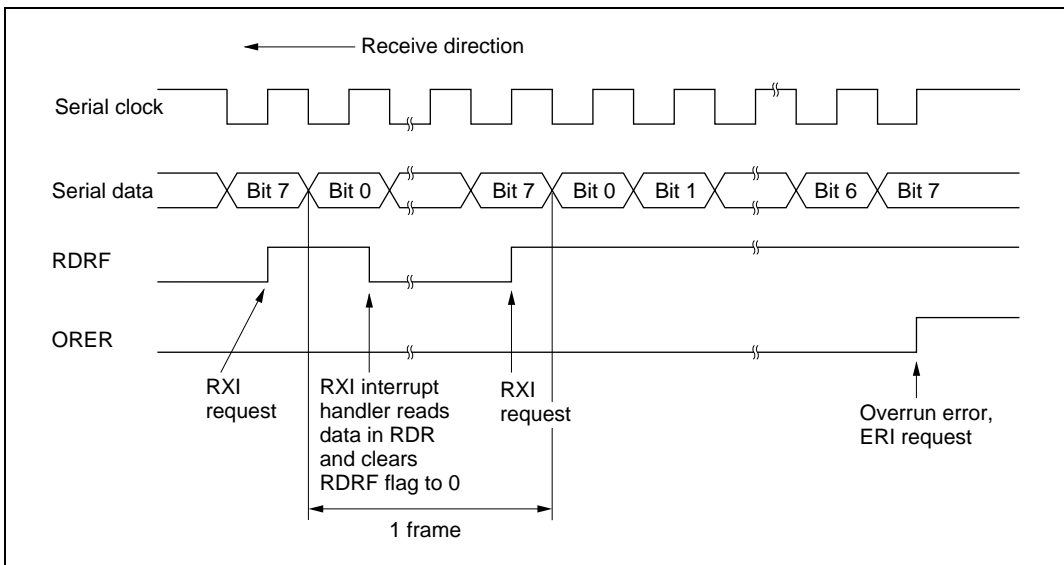 Receive direction
Serial clock
Serial data
Bit 7
Bit 0
Bit 7
Bit 0
Bit 1
Bit 6
Bit 7
RDRF
ORER
RXI
request
RXI interrupt
handler reads
data in RDR
and clears
RDRF flag to 0
RXI
request
Overrun error,
ERI request
1 frame